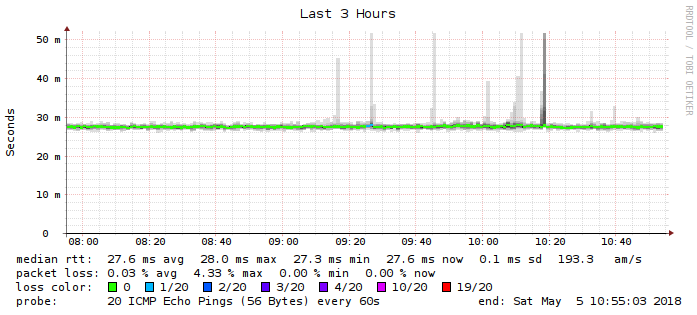 Last 3 Hours
RRDTOOL / TOBI OETIKER
Seconds
50 m
40 m
30 m
20 m
10 m
0
08:00 08:20 08:40 09:00 09:20 09:40 10:00 10:20 10:40
median rtt: 27.6 ms avg 28.0 ms max 27.3 ms min 27.6 ms now 0.1 ms sd 193.3 am/s
packet loss: 0.03 % avg 4.33 % max 0.00 % min 0.00 % now
loss color: 0 1/20 2/20 3/20 4/20 10/20 19/20
probe: 20 ICMP Echo Pings (56 Bytes) every 60s end: Sat May 5 10:55:03 2018